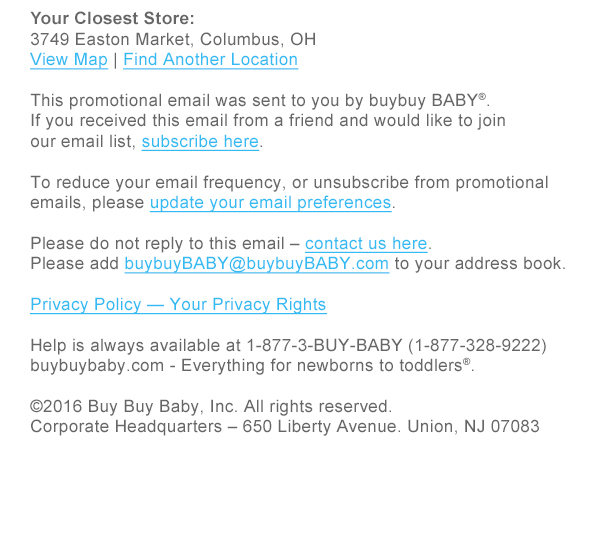 Your Closest Store:
3749 Easton Market, Columbus, OH
View Map | Find Another Location
This promotional email was sent to you by buybuy BABY®.
If you received this email from a friend and would like to join
our email list, subscribe here.
To reduce your email frequency, or unsubscribe from promotional
emails, please update your email preferences.
Please do not reply to this email – contact us here.
Please add buybuyBABY@buybuyBABY.com to your address book.
Privacy Policy — Your Privacy Rights
Help is always available at 1-877-3-BUY-BABY (1-877-328-9222)
buybuybaby.com - Everything for newborns to toddlers®.
©2016 Buy Buy Baby, Inc. All rights reserved.
Corporate Headquarters – 650 Liberty Avenue. Union, NJ 07083